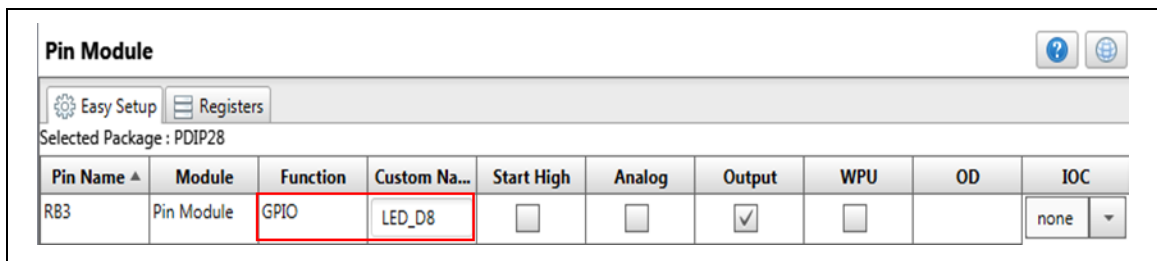 Pin Module
?
Easy Setup Registers
Selected Package : PDIP28
Pin Name Module Function Custom Na... Start High Analog Output WPU OD IOC
RB3 Pin Module GPIO LED_D8 none